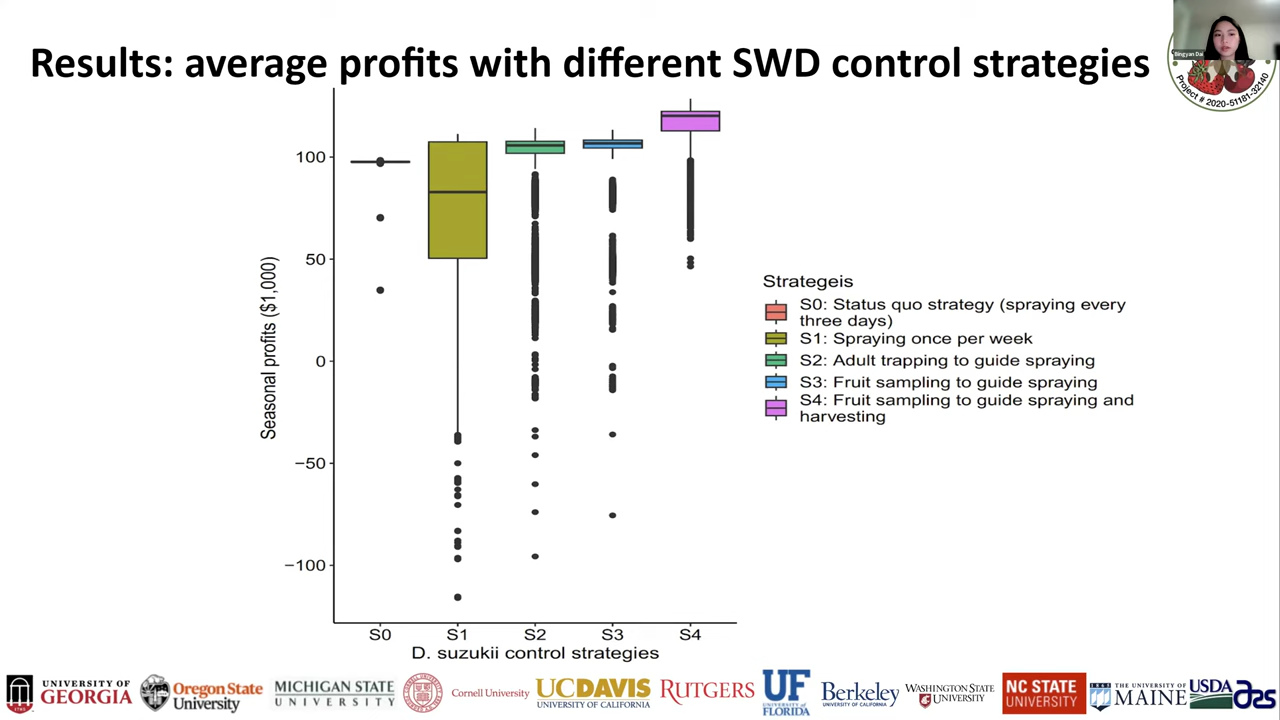 Results: average profits with different SWD control strategies
Bingyan Dai
Project # 2020-51181-32140
Seasonal profits ($1,000)
100
50
0
−50
−100
S0
S1
S2
S3
S4
D. suzukii control strategies
Strategeis
S0: Status quo strategy (spraying every
three days)
S1: Spraying once per week
S2: Adult trapping to guide spraying
S3: Fruit sampling to guide spraying
S4: Fruit sampling to guide spraying and
harvesting
UNIVERSITY OF
GEORGIA
Oregon State
University
MICHIGAN STATE
UNIVERSITY
Cornell University
UCDAVIS
UNIVERSITY OF CALIFORNIA
RUTGERS
UF
UNIVERSITY of
FLORIDA
Berkeley
UNIVERSITY OF CALIFORNIA
WASHINGTON STATE
UNIVERSITY
NC STATE
UNIVERSITY
1865
THE UNIVERSITY OF
MAINE
USDA